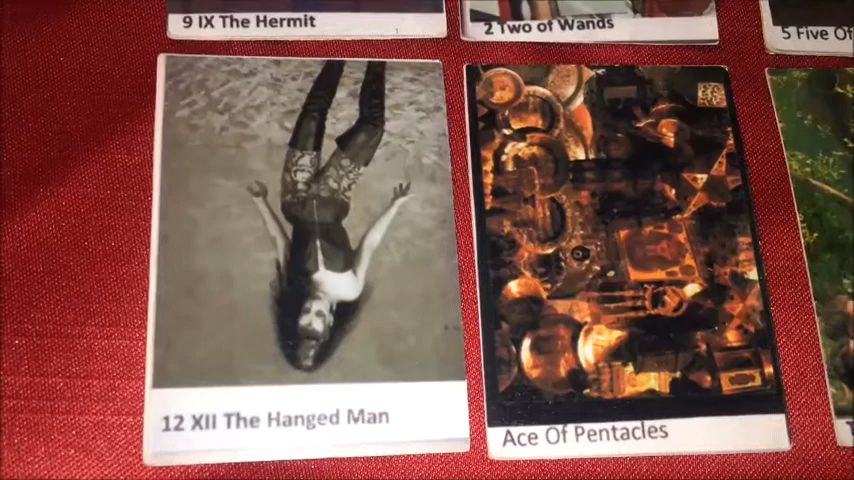 9 IX The Hermit
2 Two of Wands
5 Five Of
12 XII The Hanged Man
Ace Of Pentacles